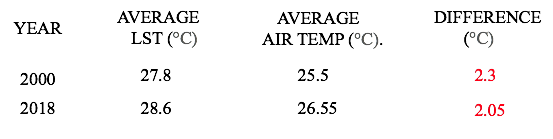 YEAR AVERAGE LST (°C) AVERAGE AIR TEMP (°C). DIFFERENCE (°C)
2000 27.8 25.5 2.3
2018 28.6 26.55 2.05